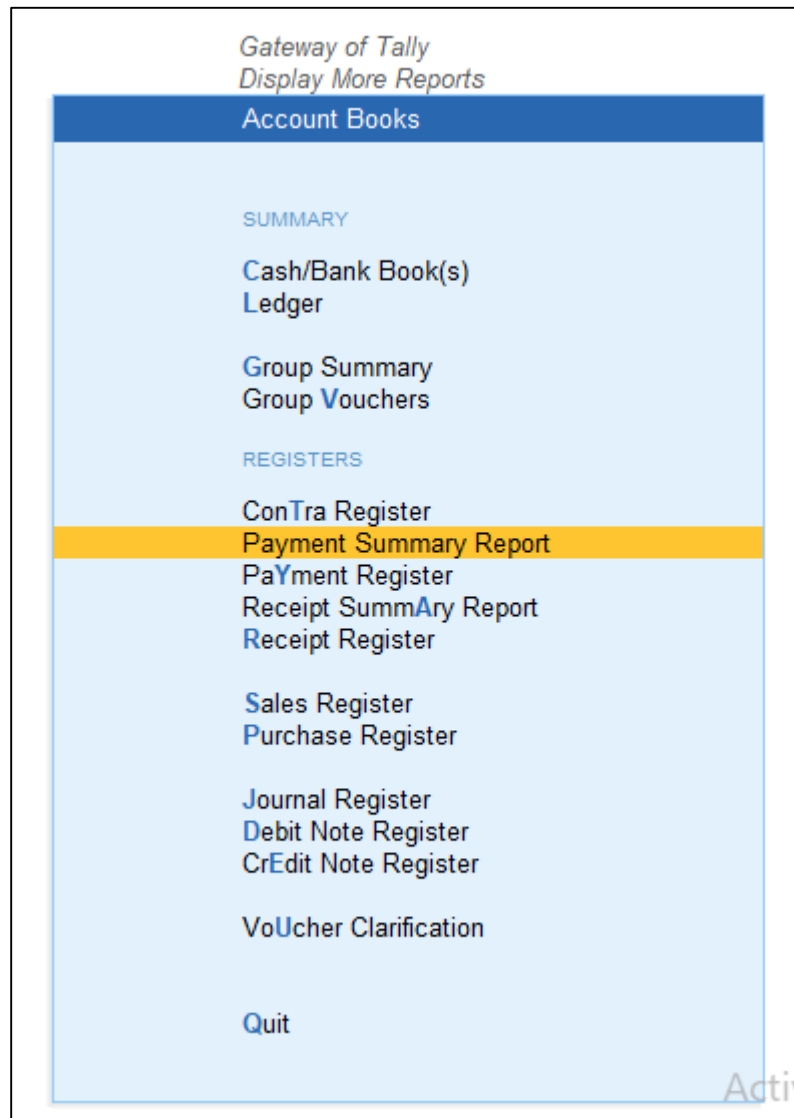 Gateway of Tally
Display More Reports
Account Books
SUMMARY
Cash/Bank Book(s)
Ledger
Group Summary
Group Vouchers
REGISTERS
ConTra Register
Payment Summary Report
PaYment Register
Receipt SummAry Report
Receipt Register
Sales Register
Purchase Register
Journal Register
Debit Note Register
CrEdit Note Register
VoUcher Clarification
Quit